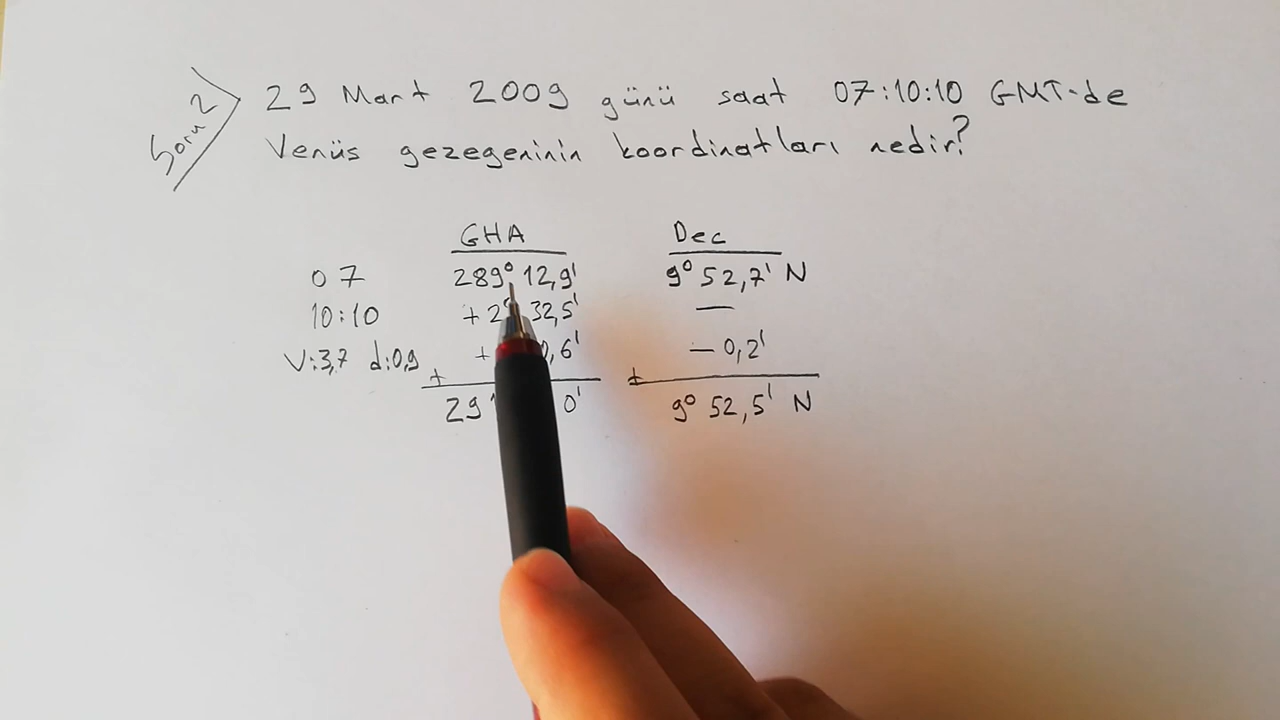 Soru 2
29 Mart 2009 günü saat 07:10:10 GMT-de
Venüs gezegeninin koordinatları nedir?
GHA Dec
07 289° 12,9' 9° 52,7' N
10:10 + 2° 32,5' —
V:3,7 d:0,9 + 0,6' — 0,2'
+ +
29 0' 9° 52,5' N